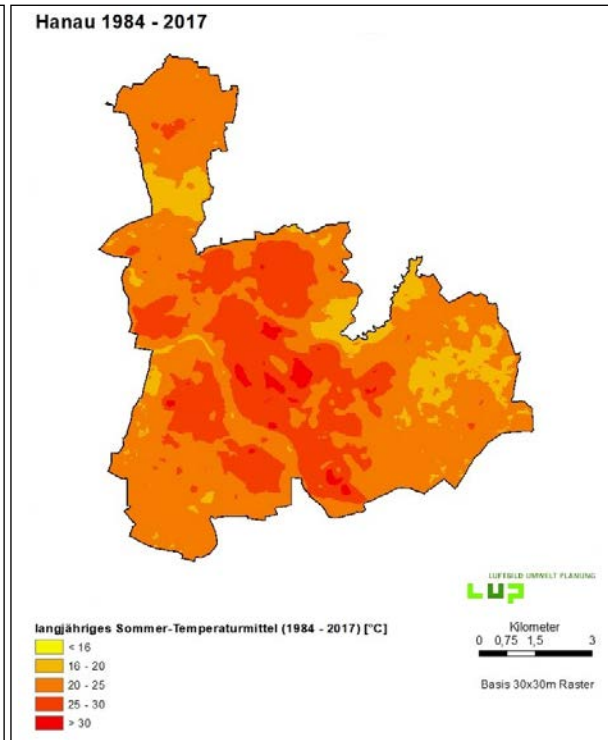 Hanau 1984 - 2017
LUFTBILD UMWELT PLANUNG
LUP
langjähriges Sommer-Temperaturmittel (1984 - 2017) [°C]
< 16
16 - 20
20 - 25
25 - 30
> 30
Kilometer
0 0,75 1,5 3
Basis 30x30m Raster